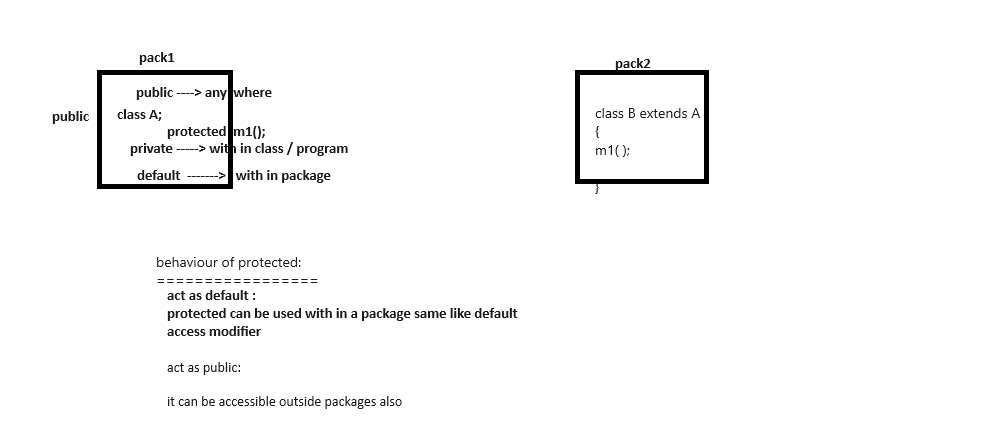 pack1
public ----> any where
public
class A;
protected m1();
private -----> with in class / program
default -------> with in package
pack2
class B extends A
{
m1( );
}
behaviour of protected:
=================
act as default :
protected can be used with in a package same like default
access modifier
act as public:
it can be accessible outside packages also